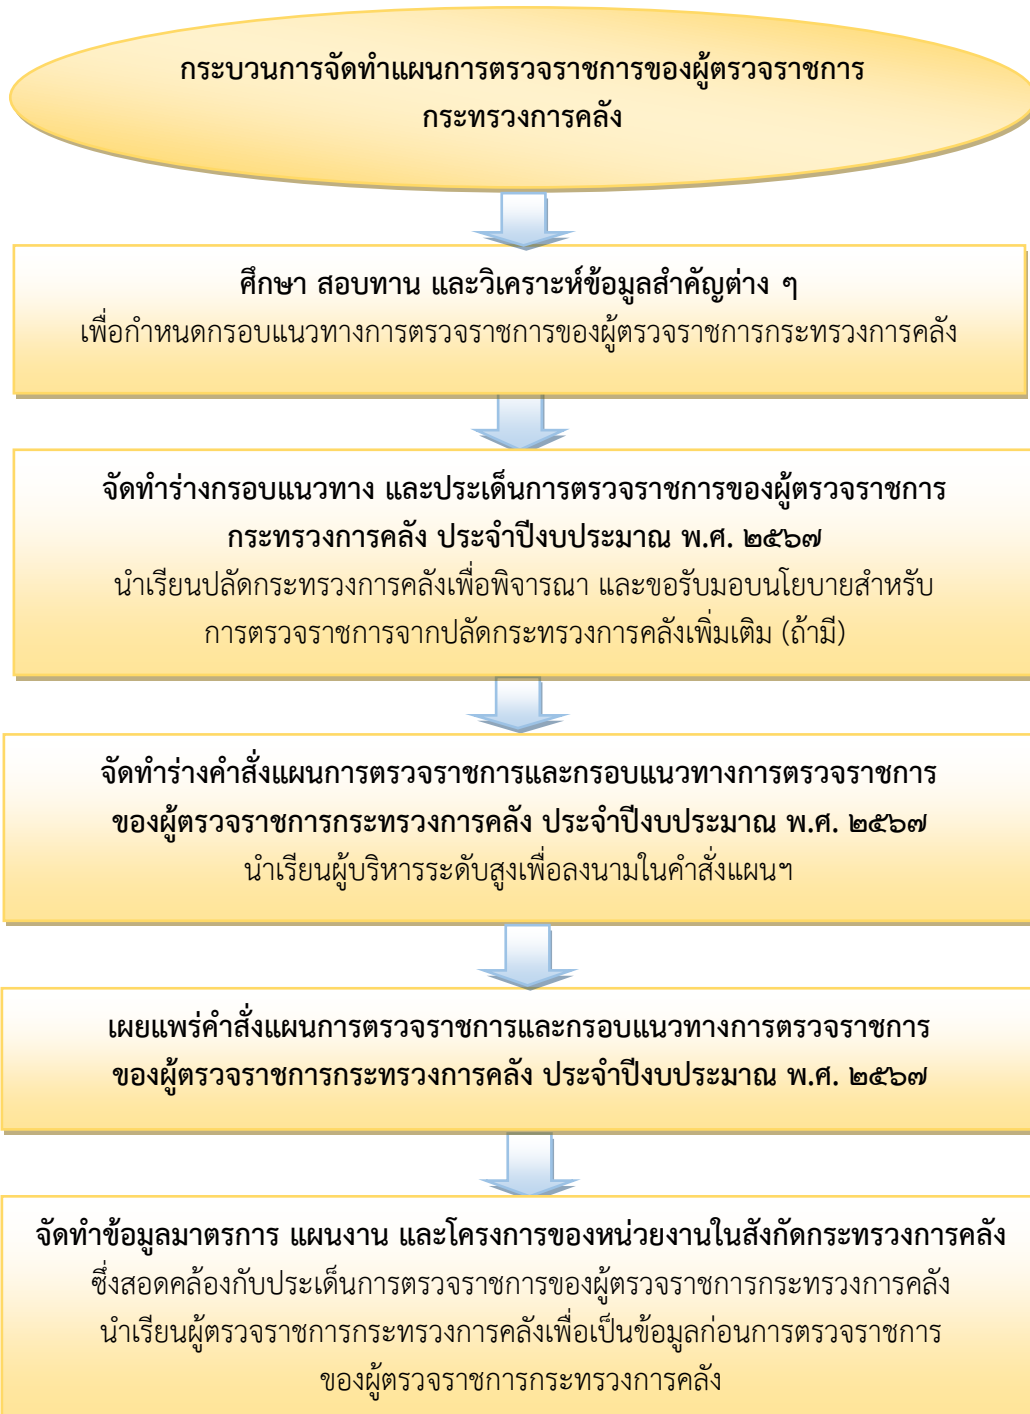 กระบวนการจัดทำแผนการตรวจราชการของผู้ตรวจราชการ
กระทรวงการคลัง
ศึกษา สอบทาน และวิเคราะห์ข้อมูลสำคัญต่าง ๆ
เพื่อกำหนดกรอบแนวทางการตรวจราชการของผู้ตรวจราชการกระทรวงการคลัง
จัดทำร่างกรอบแนวทาง และประเด็นการตรวจราชการของผู้ตรวจราชการ
กระทรวงการคลัง ประจำปีงบประมาณ พ.ศ. ๒๕๖๗
นำเรียนปลัดกระทรวงการคลังเพื่อพิจารณา และขอรับมอบนโยบายสำหรับ
การตรวจราชการจากปลัดกระทรวงการคลังเพิ่มเติม (ถ้ามี)
จัดทำร่างคำสั่งแผนการตรวจราชการและกรอบแนวทางการตรวจราชการ
ของผู้ตรวจราชการกระทรวงการคลัง ประจำปีงบประมาณ พ.ศ. ๒๕๖๗
นำเรียนผู้บริหารระดับสูงเพื่อลงนามในคำสั่งแผนฯ
เผยแพร่คำสั่งแผนการตรวจราชการและกรอบแนวทางการตรวจราชการ
ของผู้ตรวจราชการกระทรวงการคลัง ประจำปีงบประมาณ พ.ศ. ๒๕๖๗
จัดทำข้อมูลมาตรการ แผนงาน และโครงการของหน่วยงานในสังกัดกระทรวงการคลัง
ซึ่งสอดคล้องกับประเด็นการตรวจราชการของผู้ตรวจราชการกระทรวงการคลัง
นำเรียนผู้ตรวจราชการกระทรวงการคลังเพื่อเป็นข้อมูลก่อนการตรวจราชการ
ของผู้ตรวจราชการกระทรวงการคลัง